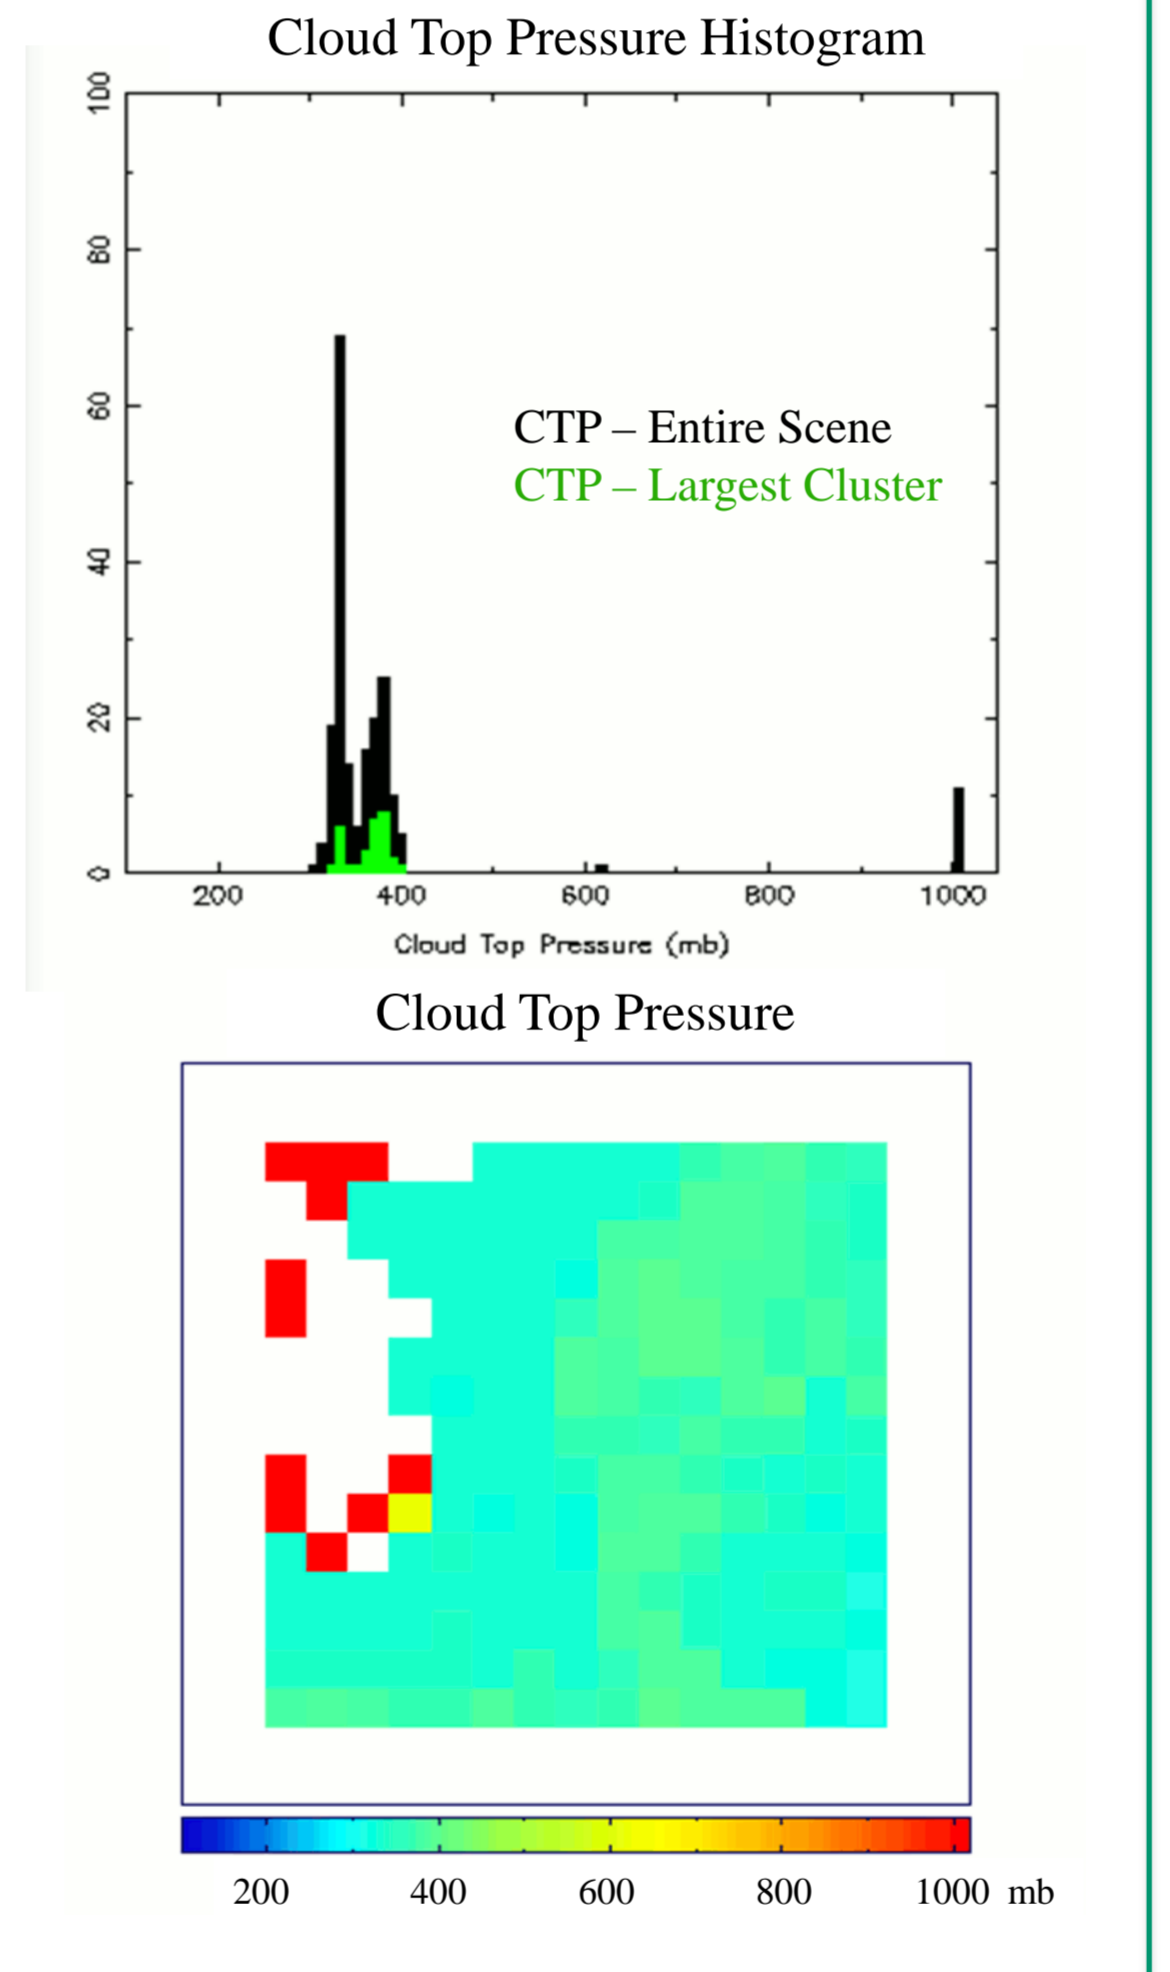 Cloud Top Pressure Histogram
100
80
60
40
20
0
CTP – Entire Scene
CTP – Largest Cluster
200 400 600 800 1000
Cloud Top Pressure (mb)
Cloud Top Pressure
200 400 600 800 1000 mb